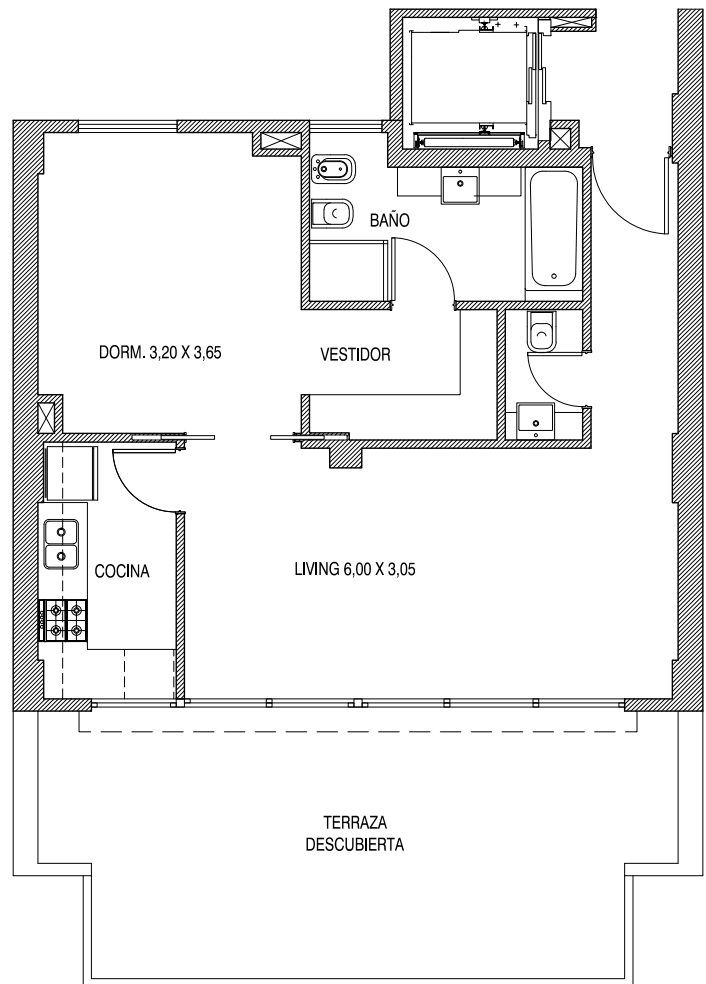 BAÑO
DORM. 3,20 X 3,65
VESTIDOR
COCINA
LIVING 6,00 X 3,05
TERRAZA
DESCUBIERTA